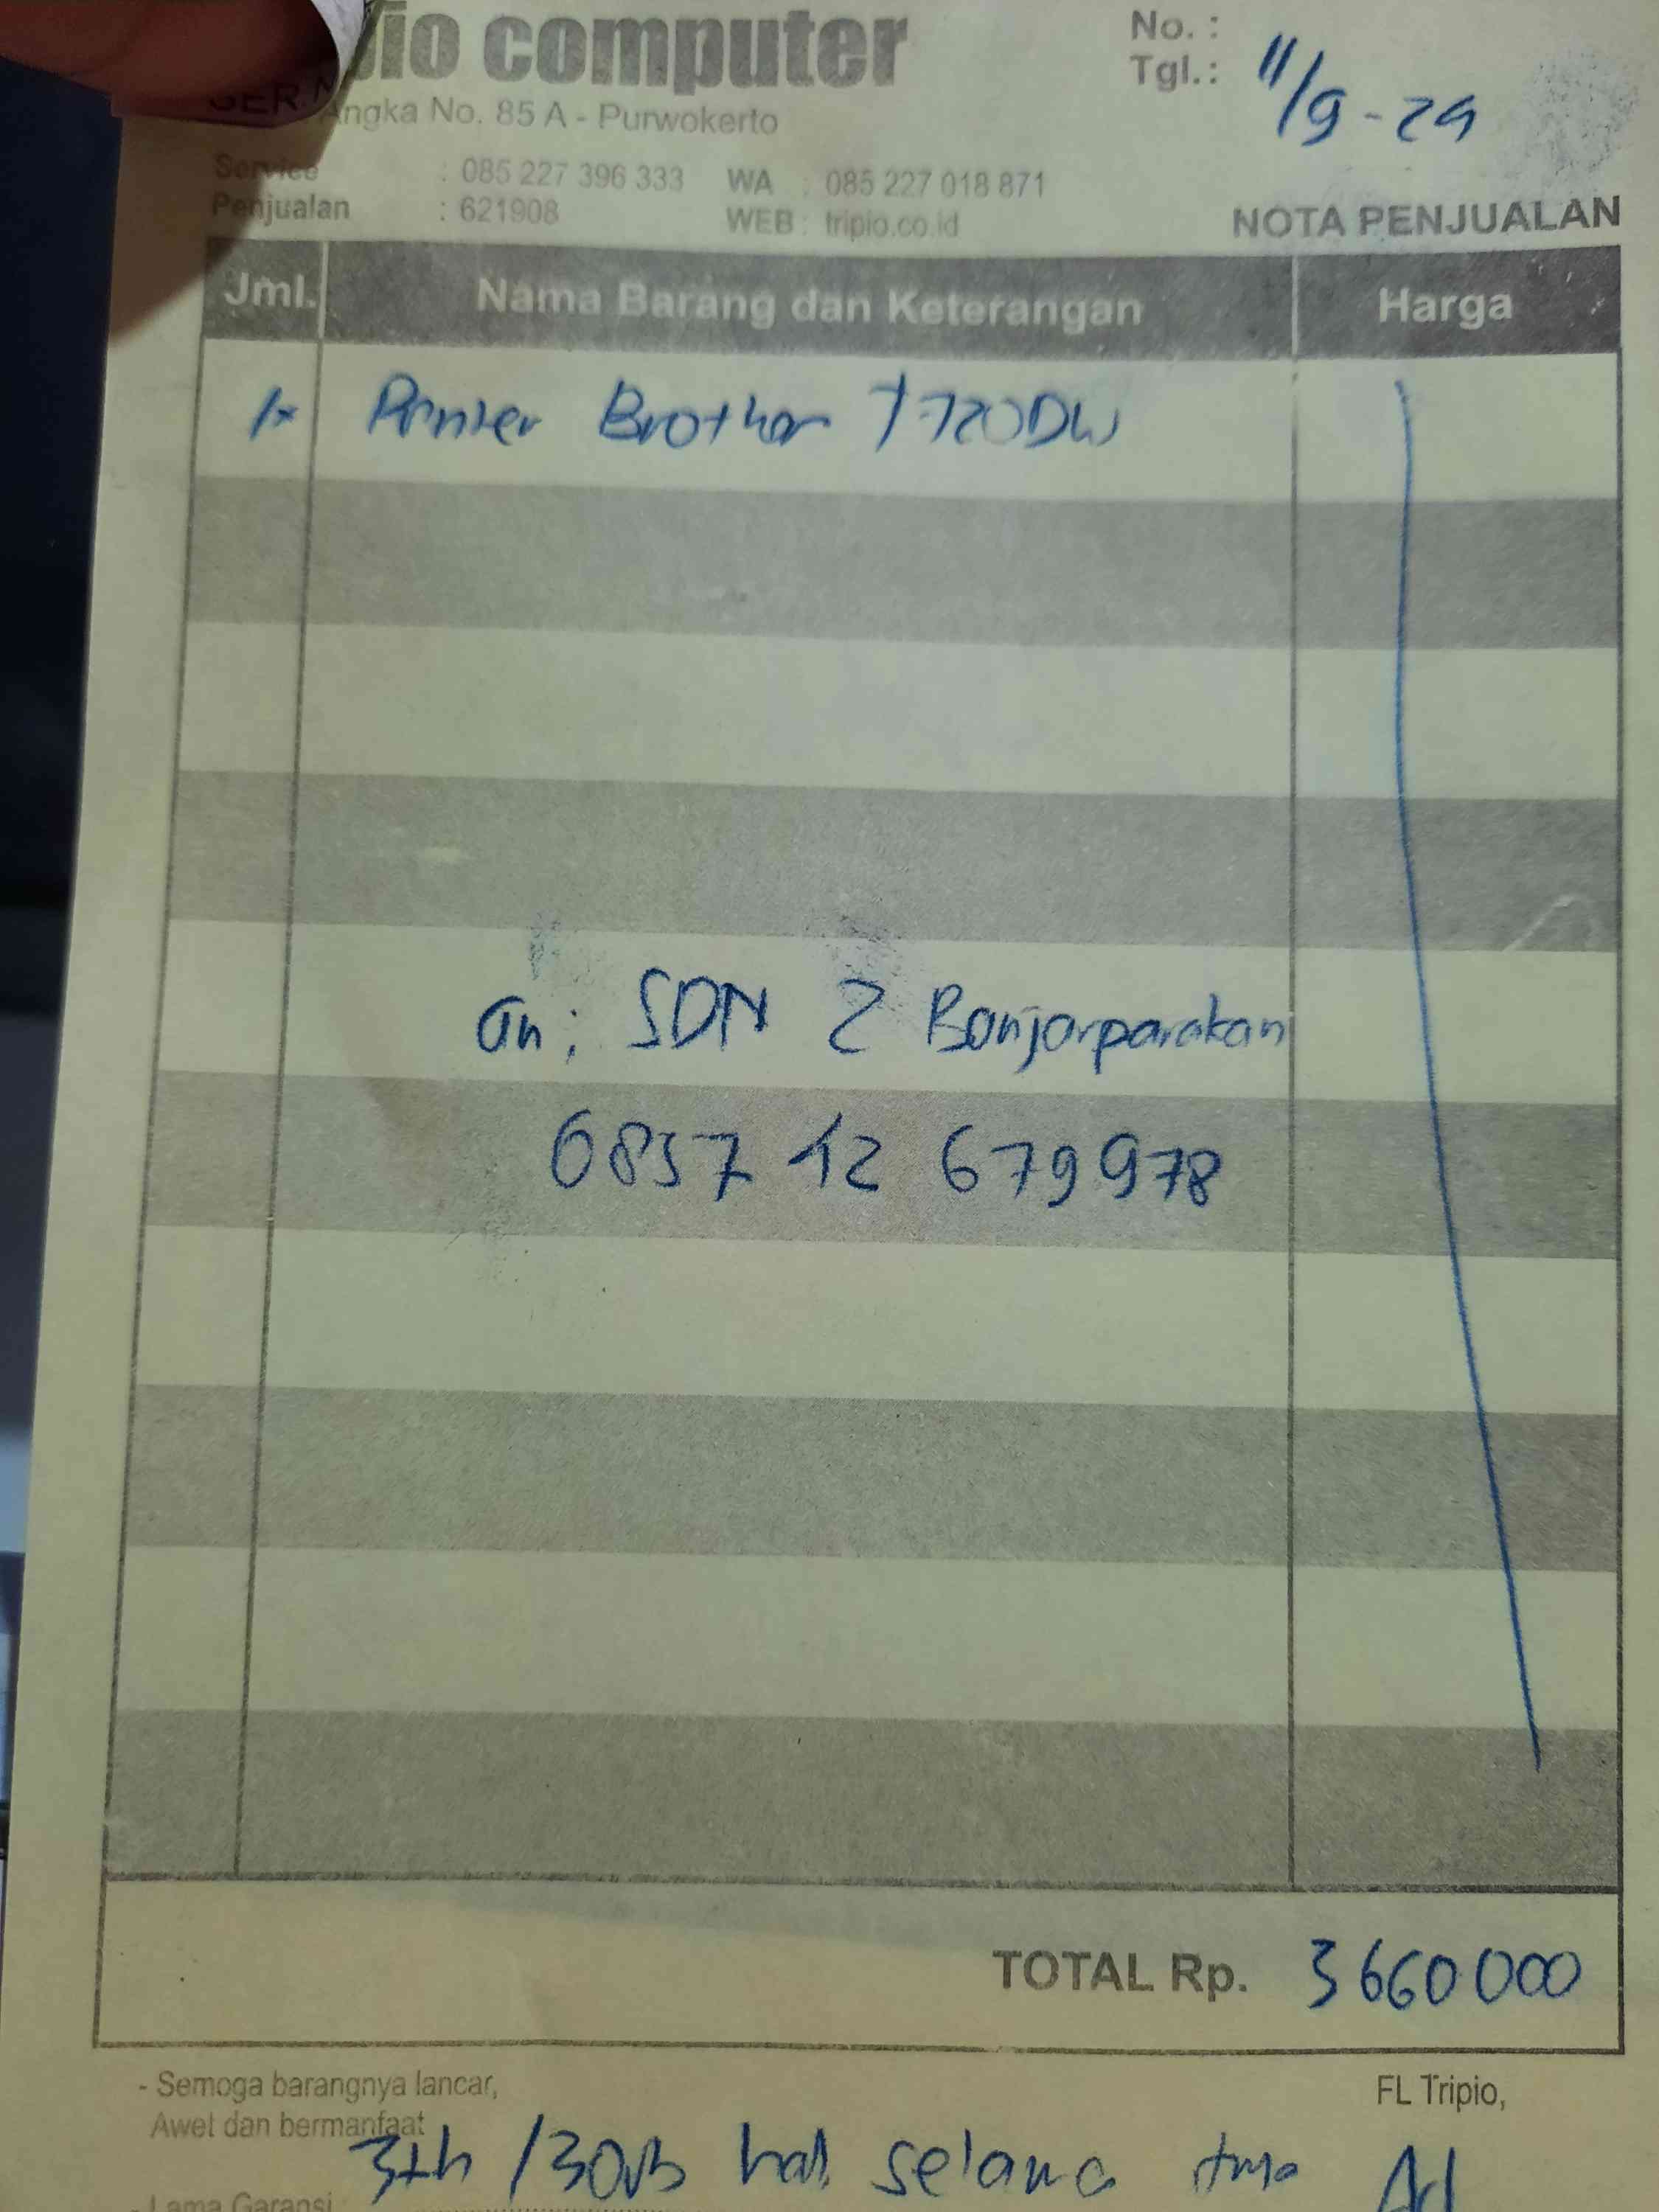 io computer
No. :
Tgl.: 11/9-24
Angka No. 85 A - Purwokerto
Service : 085 227 396 333 WA : 085 227 018 871
Penjualan : 621908 WEB : tripio.co.id
NOTA PENJUALAN
Jml. Nama Barang dan Keterangan Harga
1x Printer Brother T720DW
an: SDN 2 Banjarparakan
0857 12 679978
TOTAL Rp. 3660000
- Semoga barangnya lancar,
Awet dan bermanfaat
FL Tripio,
3th / 30rb hal selama
- Lama Garansi